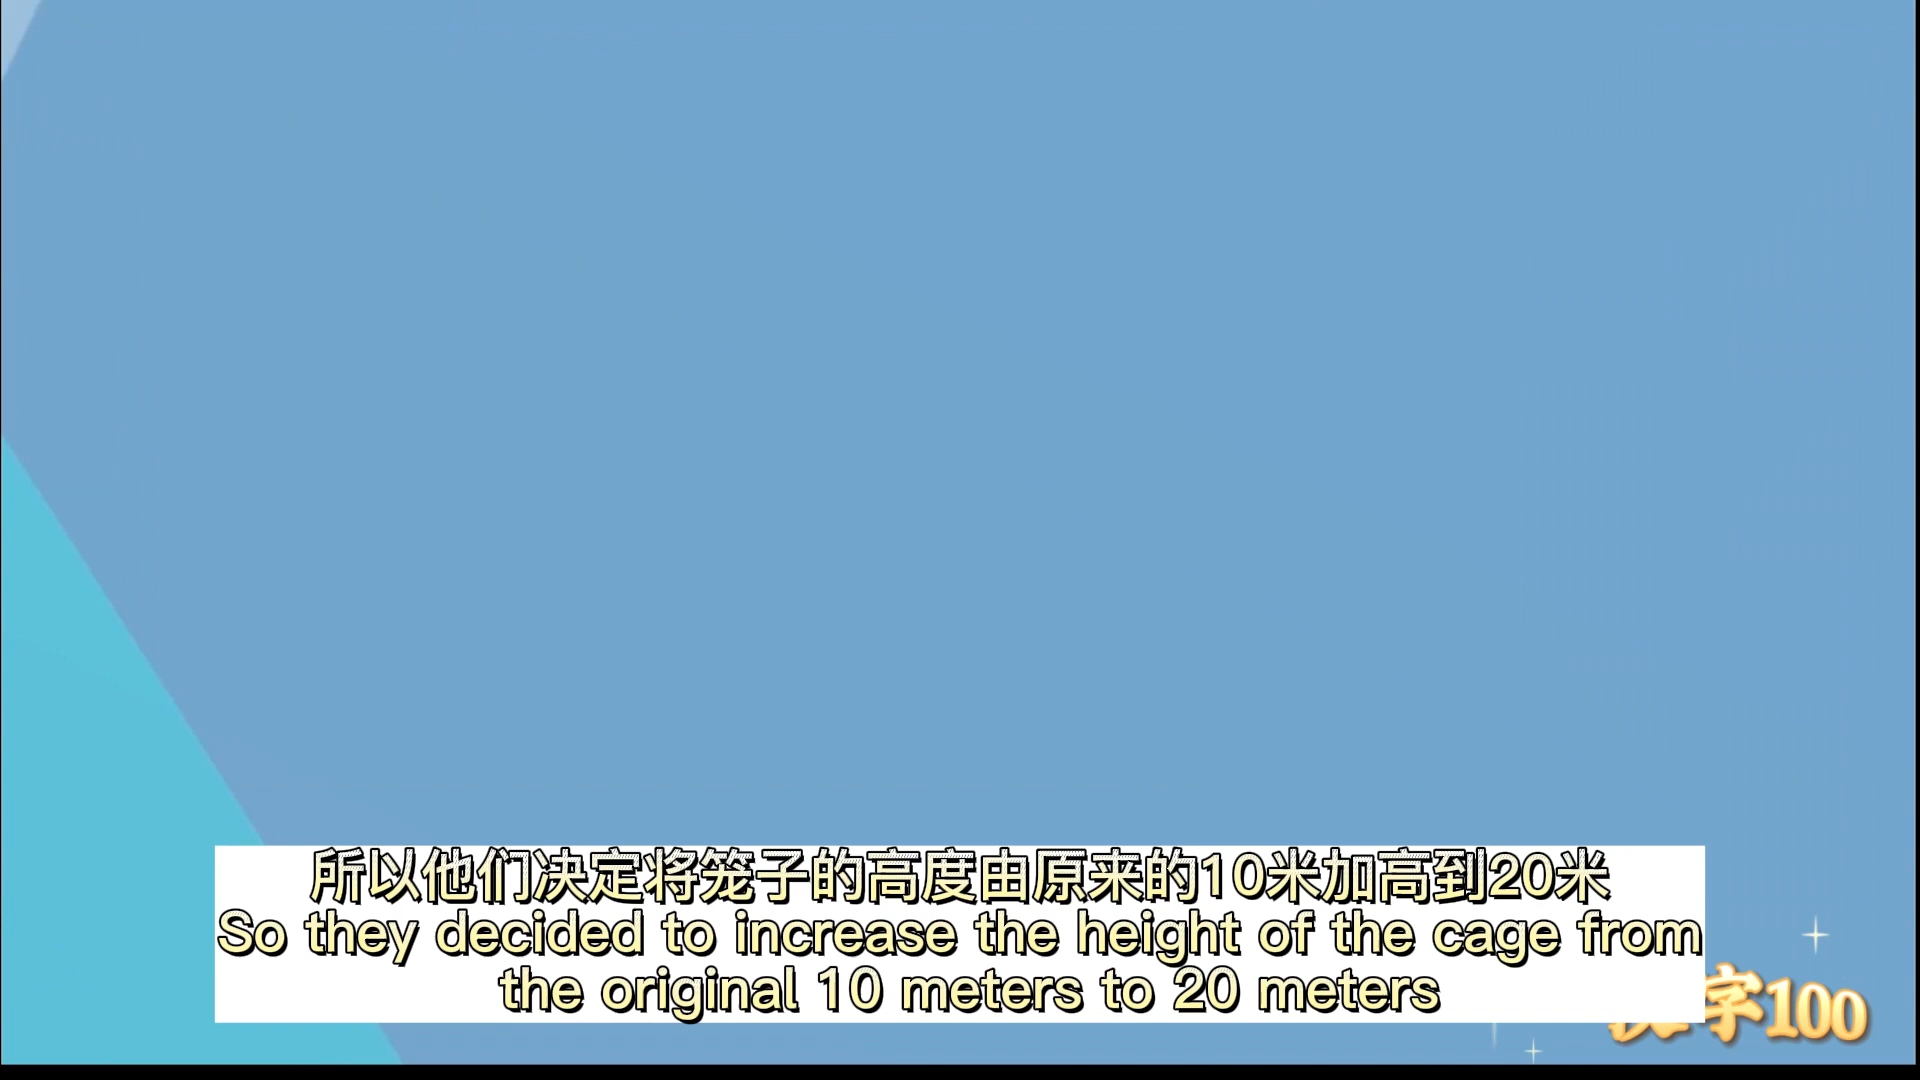 所以他们决定将笼子的高度由原来的10米加高到20米
So they decided to increase the height of the cage from
the original 10 meters to 20 meters
字100